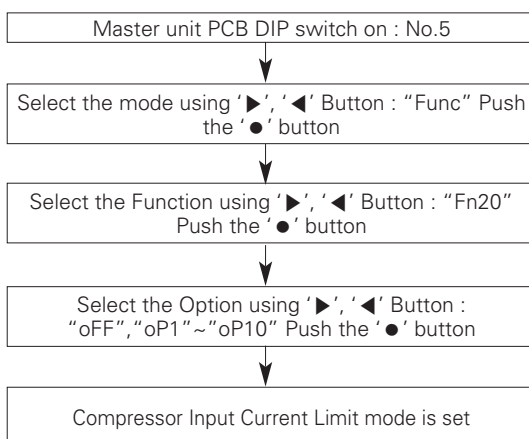 Master unit PCB DIP switch on : No.5
Select the mode using ‘▶’, ‘◀’ Button : “Func” Push
the ‘●’ button
Select the Function using ‘▶’, ‘◀’ Button : “Fn20”
Push the ‘●’ button
Select the Option using ‘▶’, ‘◀’ Button :
“oFF”,“oP1”~”oP10” Push the ‘●’ button
Compressor Input Current Limit mode is set